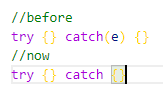 //before
try {} catch(e) {}
//now
try {} catch {}